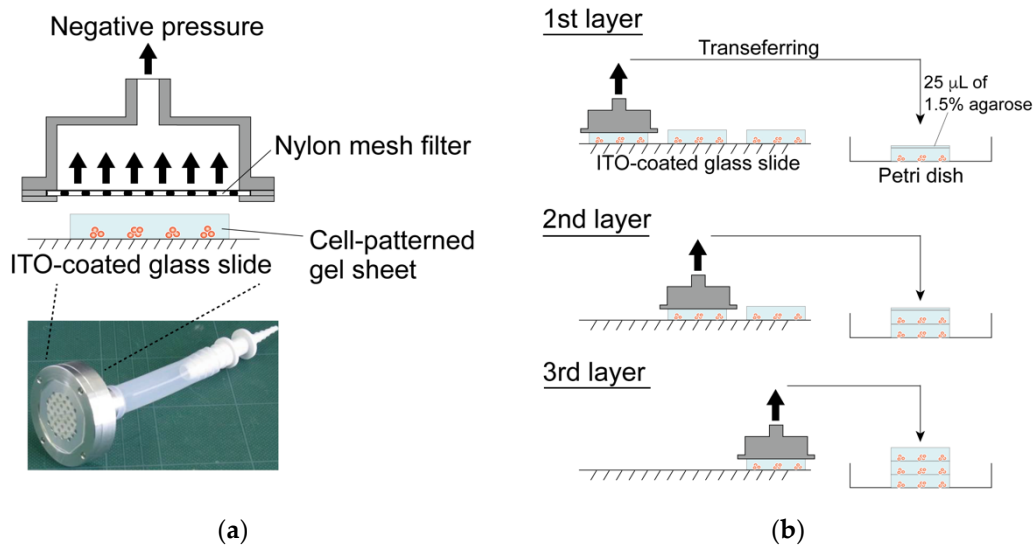 Negative pressure
Nylon mesh filter
Cell-patterned
gel sheet
ITO-coated glass slide
(a)
1st layer
Transeferring
25 μL of
1.5% agarose
ITO-coated glass slide
Petri dish
2nd layer
3rd layer
(b)